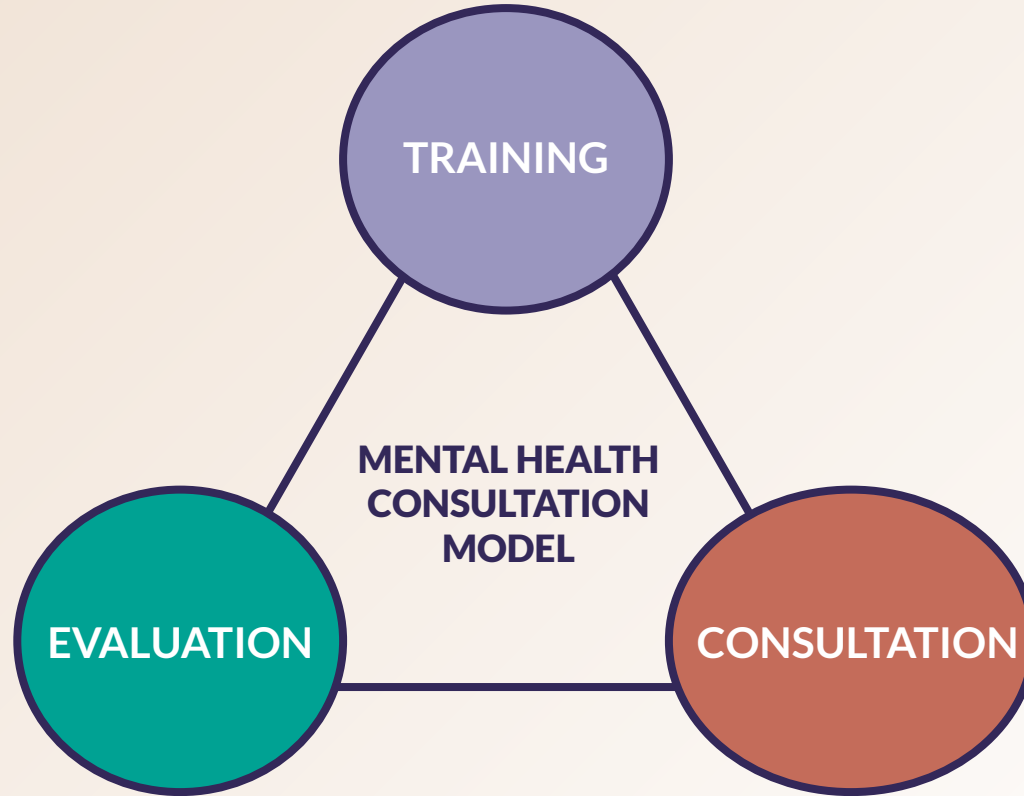 TRAINING
MENTAL HEALTH
CONSULTATION
MODEL
EVALUATION
CONSULTATION